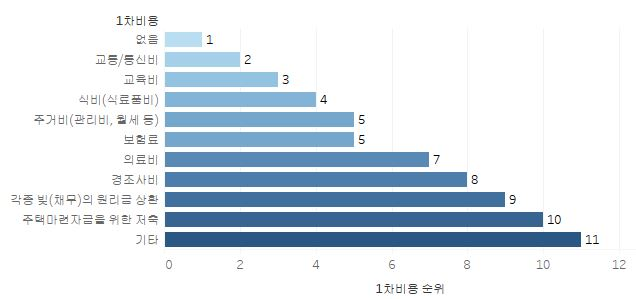 1차비용
없음 1
교통/통신비 2
교육비 3
식비(식료품비) 4
주거비(관리비, 월세 등) 5
보험료 5
의료비 7
경조사비 8
각종 빚(채무)의 원리금 상환 9
주택마련자금을 위한 저축 10
기타 11
0 2 4 6 8 10 12
1차비용 순위